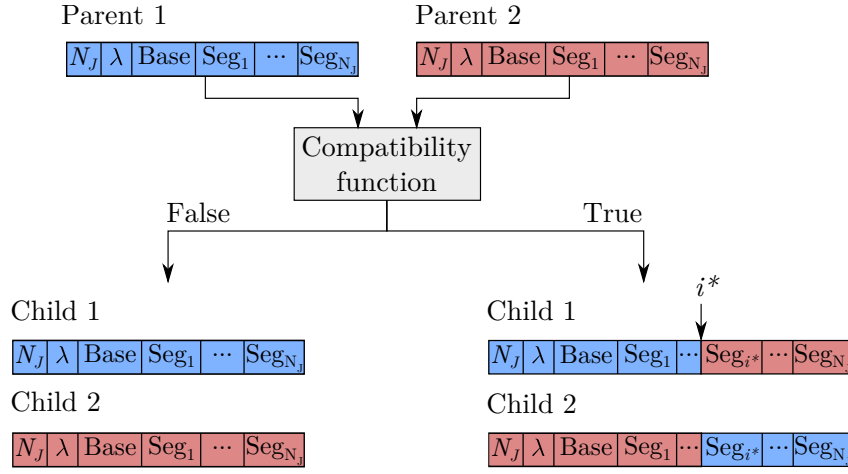 Parent 1 Parent 2
N_J λ Base Seg_1 ... Seg_{N_J} N_J λ Base Seg_1 ... Seg_{N_J}
Compatibility
function
False True
i*
Child 1 Child 1
N_J λ Base Seg_1 ... Seg_{N_J} N_J λ Base Seg_1 ... Seg_{i*} ... Seg_{N_J}
Child 2 Child 2
N_J λ Base Seg_1 ... Seg_{N_J} N_J λ Base Seg_1 ... Seg_{i*} ... Seg_{N_J}